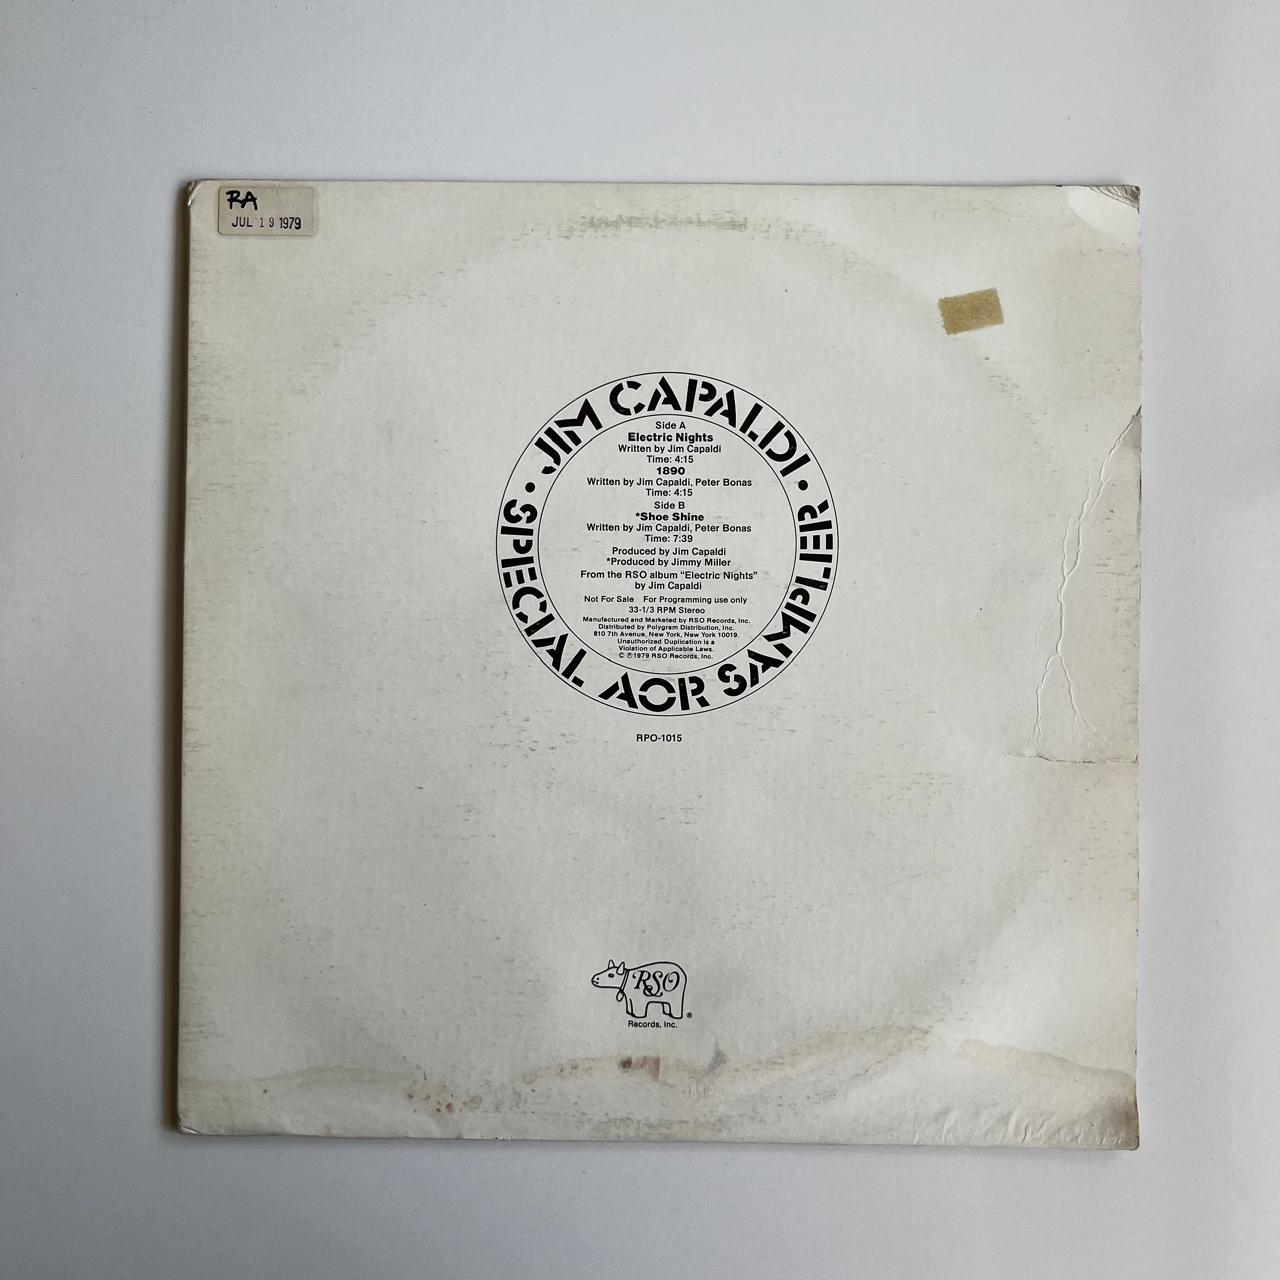 RA
JUL 19 1979
JIM CAPALDI • SPECIAL AOR SAMPLER •
Side A
Electric Nights
Written by Jim Capaldi
Time: 4:15
1890
Written by Jim Capaldi, Peter Bonas
Time: 4:15
Side B
*Shoe Shine
Written by Jim Capaldi, Peter Bonas
Time: 7:39
Produced by Jim Capaldi
*Produced by Jimmy Miller
From the RSO album "Electric Nights"
by Jim Capaldi
Not For Sale For Programming use only
33-1/3 RPM Stereo
Manufactured and Marketed by RSO Records, Inc.
Distributed by Polygram Distribution, Inc.
810 7th Avenue, New York, New York 10019.
Unauthorized Duplication is a
Violation of Applicable Laws.
© ℗ 1979 RSO Records, Inc.
RPO-1015
RSO
®
Records, Inc.